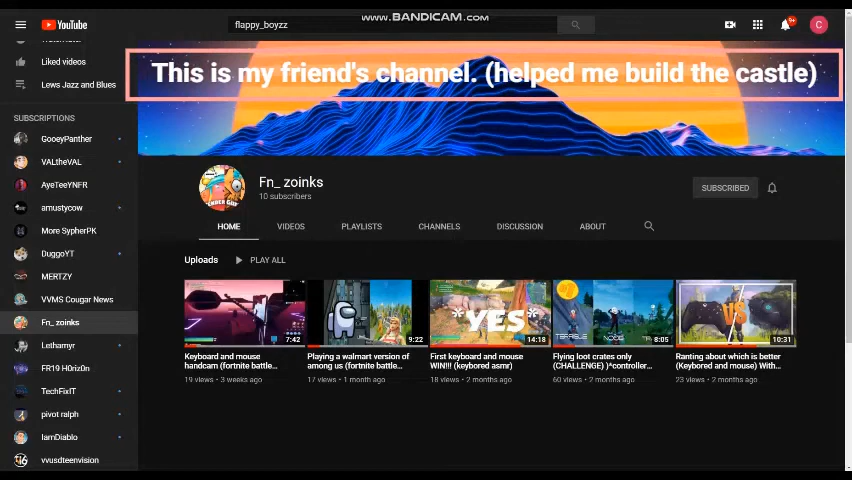 www.BANDICAM.com
YouTube
flappy_boyzz
9+
C
Liked videos
Lews Jazz and Blues
This is my friend's channel. (helped me build the castle)
SUBSCRIPTIONS
GooeyPanther
VALtheVAL
AyeTeeYNFR
amustycow
More SypherPK
DuggoYT
MERTZY
VVMS Cougar News
Fn_ zoinks
Lethamyr
FR19 H0riz0n
TechFixIT
pivot ralph
IamDiablo
vvusdteenvision
Fn_ zoinks
10 subscribers
SUBSCRIBED
HOME VIDEOS PLAYLISTS CHANNELS DISCUSSION ABOUT
Uploads PLAY ALL
7:42
9:22
*YES*
14:18
8:05
VS
10:31
Keyboard and mouse
handcam (fortnite battle...
19 views • 3 weeks ago
Playing a walmart version of
among us (fortnite battle...
17 views • 1 month ago
First keyboard and mouse
WIN!!! (keybored asmr)
18 views • 2 months ago
Flying loot crates only
(CHALLENGE) )*controller...
60 views • 2 months ago
Ranting about which is better
(Keybored and mouse) With...
23 views • 2 months ago